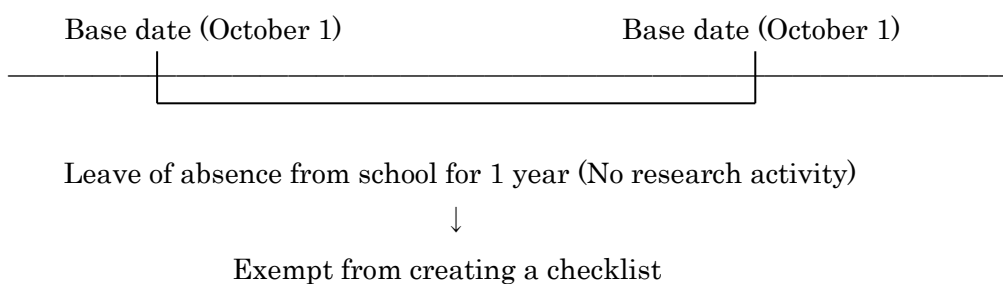 Base date (October 1) Base date (October 1)
Leave of absence from school for 1 year (No research activity)
↓
Exempt from creating a checklist